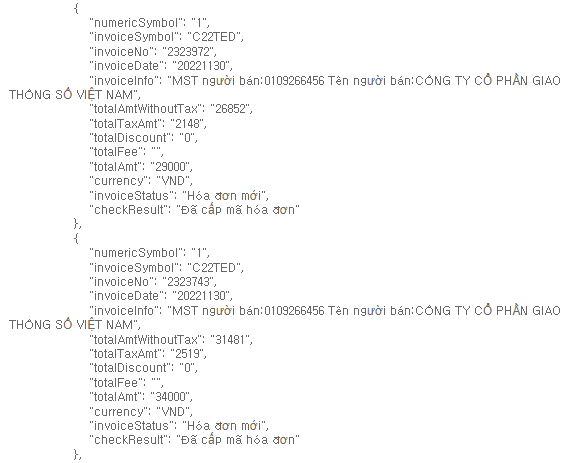 {
"numericSymbol": "1",
"invoiceSymbol": "C22TED",
"invoiceNo": "2323972",
"invoiceDate": "20221130",
"invoiceInfo": "MST người bán:0109266456 Tên người bán:CÔNG TY CỔ PHẦN GIAO
THÔNG SỐ VIỆT NAM",
"totalAmtWithoutTax": "26852",
"totalTaxAmt": "2148",
"totalDiscount": "0",
"totalFee": "",
"totalAmt": "29000",
"currency": "VND",
"invoiceStatus": "Hóa đơn mới",
"checkResult": "Đã cấp mã hóa đơn"
},
{
"numericSymbol": "1",
"invoiceSymbol": "C22TED",
"invoiceNo": "2323743",
"invoiceDate": "20221130",
"invoiceInfo": "MST người bán:0109266456 Tên người bán:CÔNG TY CỔ PHẦN GIAO
THÔNG SỐ VIỆT NAM",
"totalAmtWithoutTax": "31481",
"totalTaxAmt": "2519",
"totalDiscount": "0",
"totalFee": "",
"totalAmt": "34000",
"currency": "VND",
"invoiceStatus": "Hóa đơn mới",
"checkResult": "Đã cấp mã hóa đơn"
},